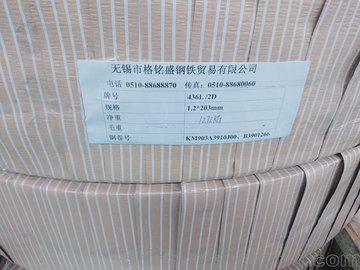 无锡市格铭盛钢铁贸易有限公司
电话 0510-88688870 传真：0510-88680060
牌号 436L/2D
规格 1.2*203mm
净重
毛重
钢卷号 KM903A3910J00、B3901266